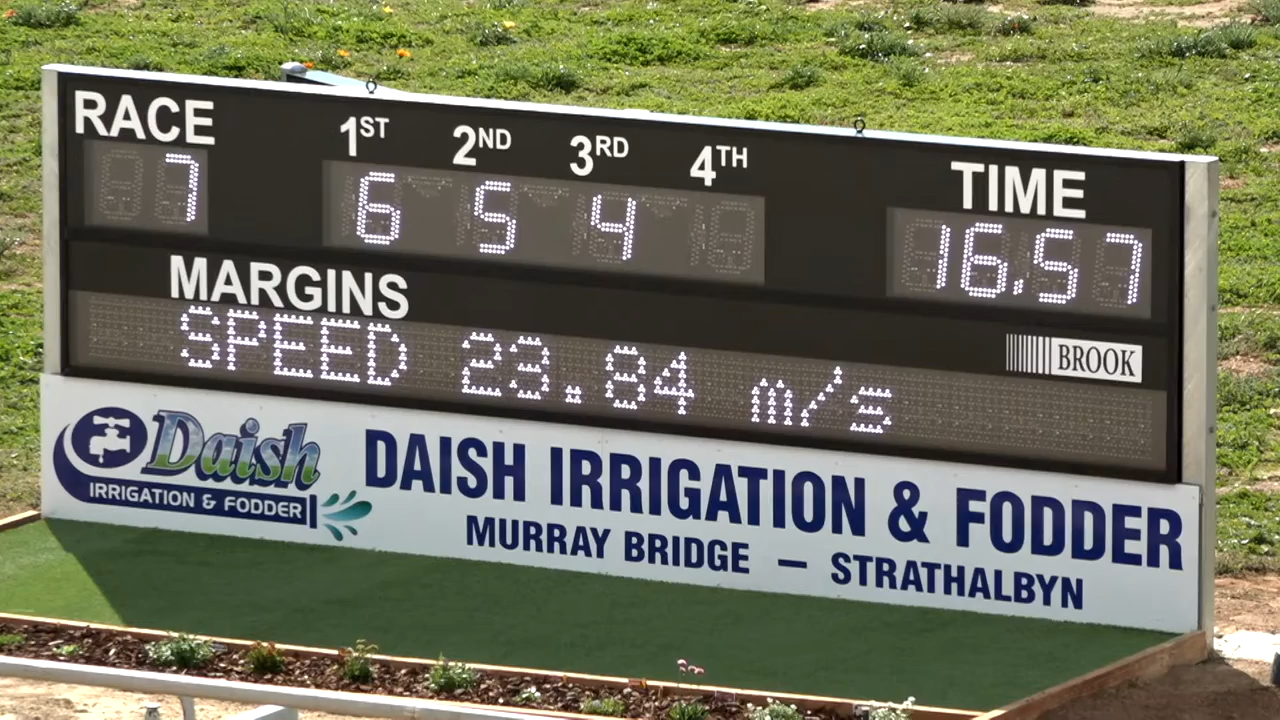 RACE 1ST 2ND 3RD 4TH TIME
7 6 5 4 16.57
MARGINS
SPEED 23.94 m/s
BROOK
Daish
IRRIGATION & FODDER
DAISH IRRIGATION & FODDER
MURRAY BRIDGE – STRATHALBYN